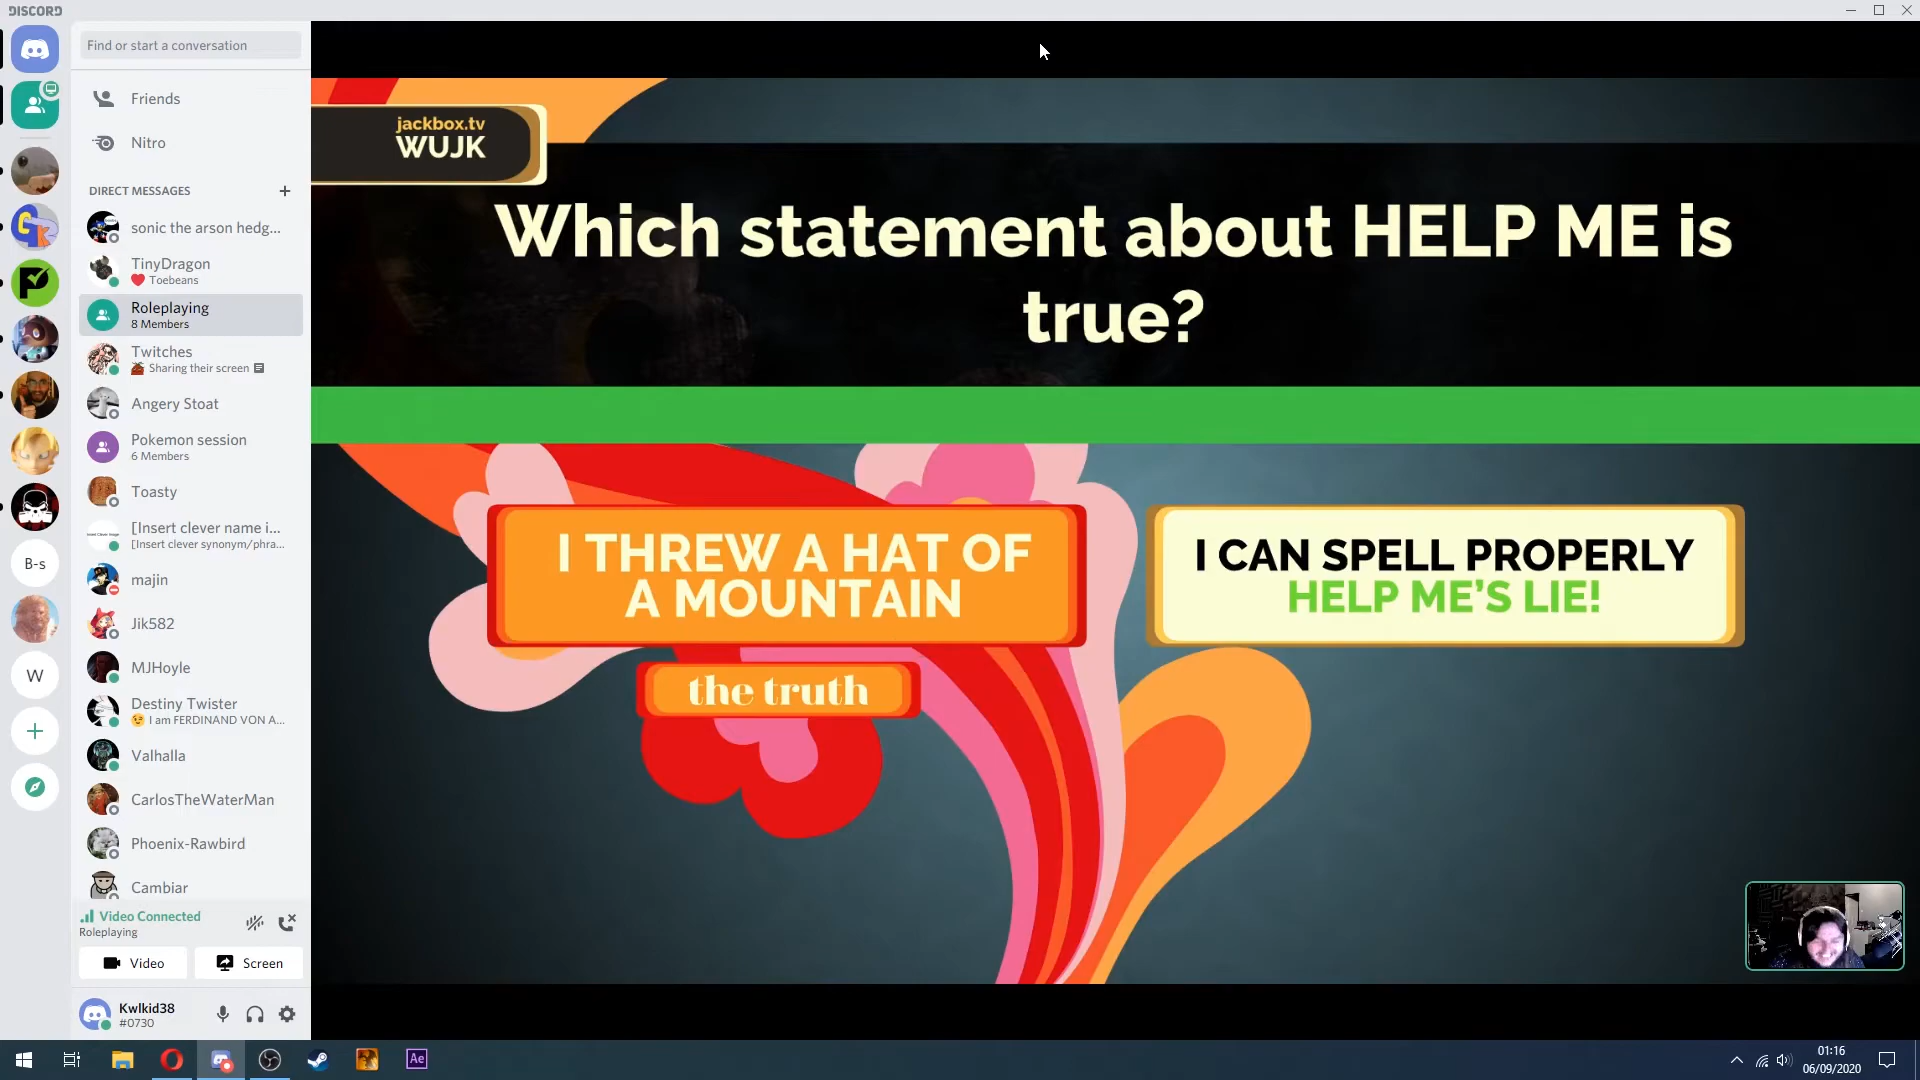 DISCORD
Find or start a conversation
Friends
Nitro
DIRECT MESSAGES
sonic the arson hedg...
TinyDragon
Toebeans
Roleplaying
8 Members
Twitches
Sharing their screen
Angery Stoat
Pokemon session
6 Members
Toasty
[Insert clever name i...
[Insert clever synonym/phra...
majin
Jik582
MJHoyle
Destiny Twister
I am FERDINAND VON A...
Valhalla
CarlosTheWaterMan
Phoenix-Rawbird
Cambiar
B-s
W
Video Connected
Roleplaying
Video
Screen
Kwlkid38
#0730
jackbox.tv
WUJK
Which statement about HELP ME is
true?
I THREW A HAT OF
A MOUNTAIN
the truth
I CAN SPELL PROPERLY
HELP ME'S LIE!
Ae
01:16
06/09/2020